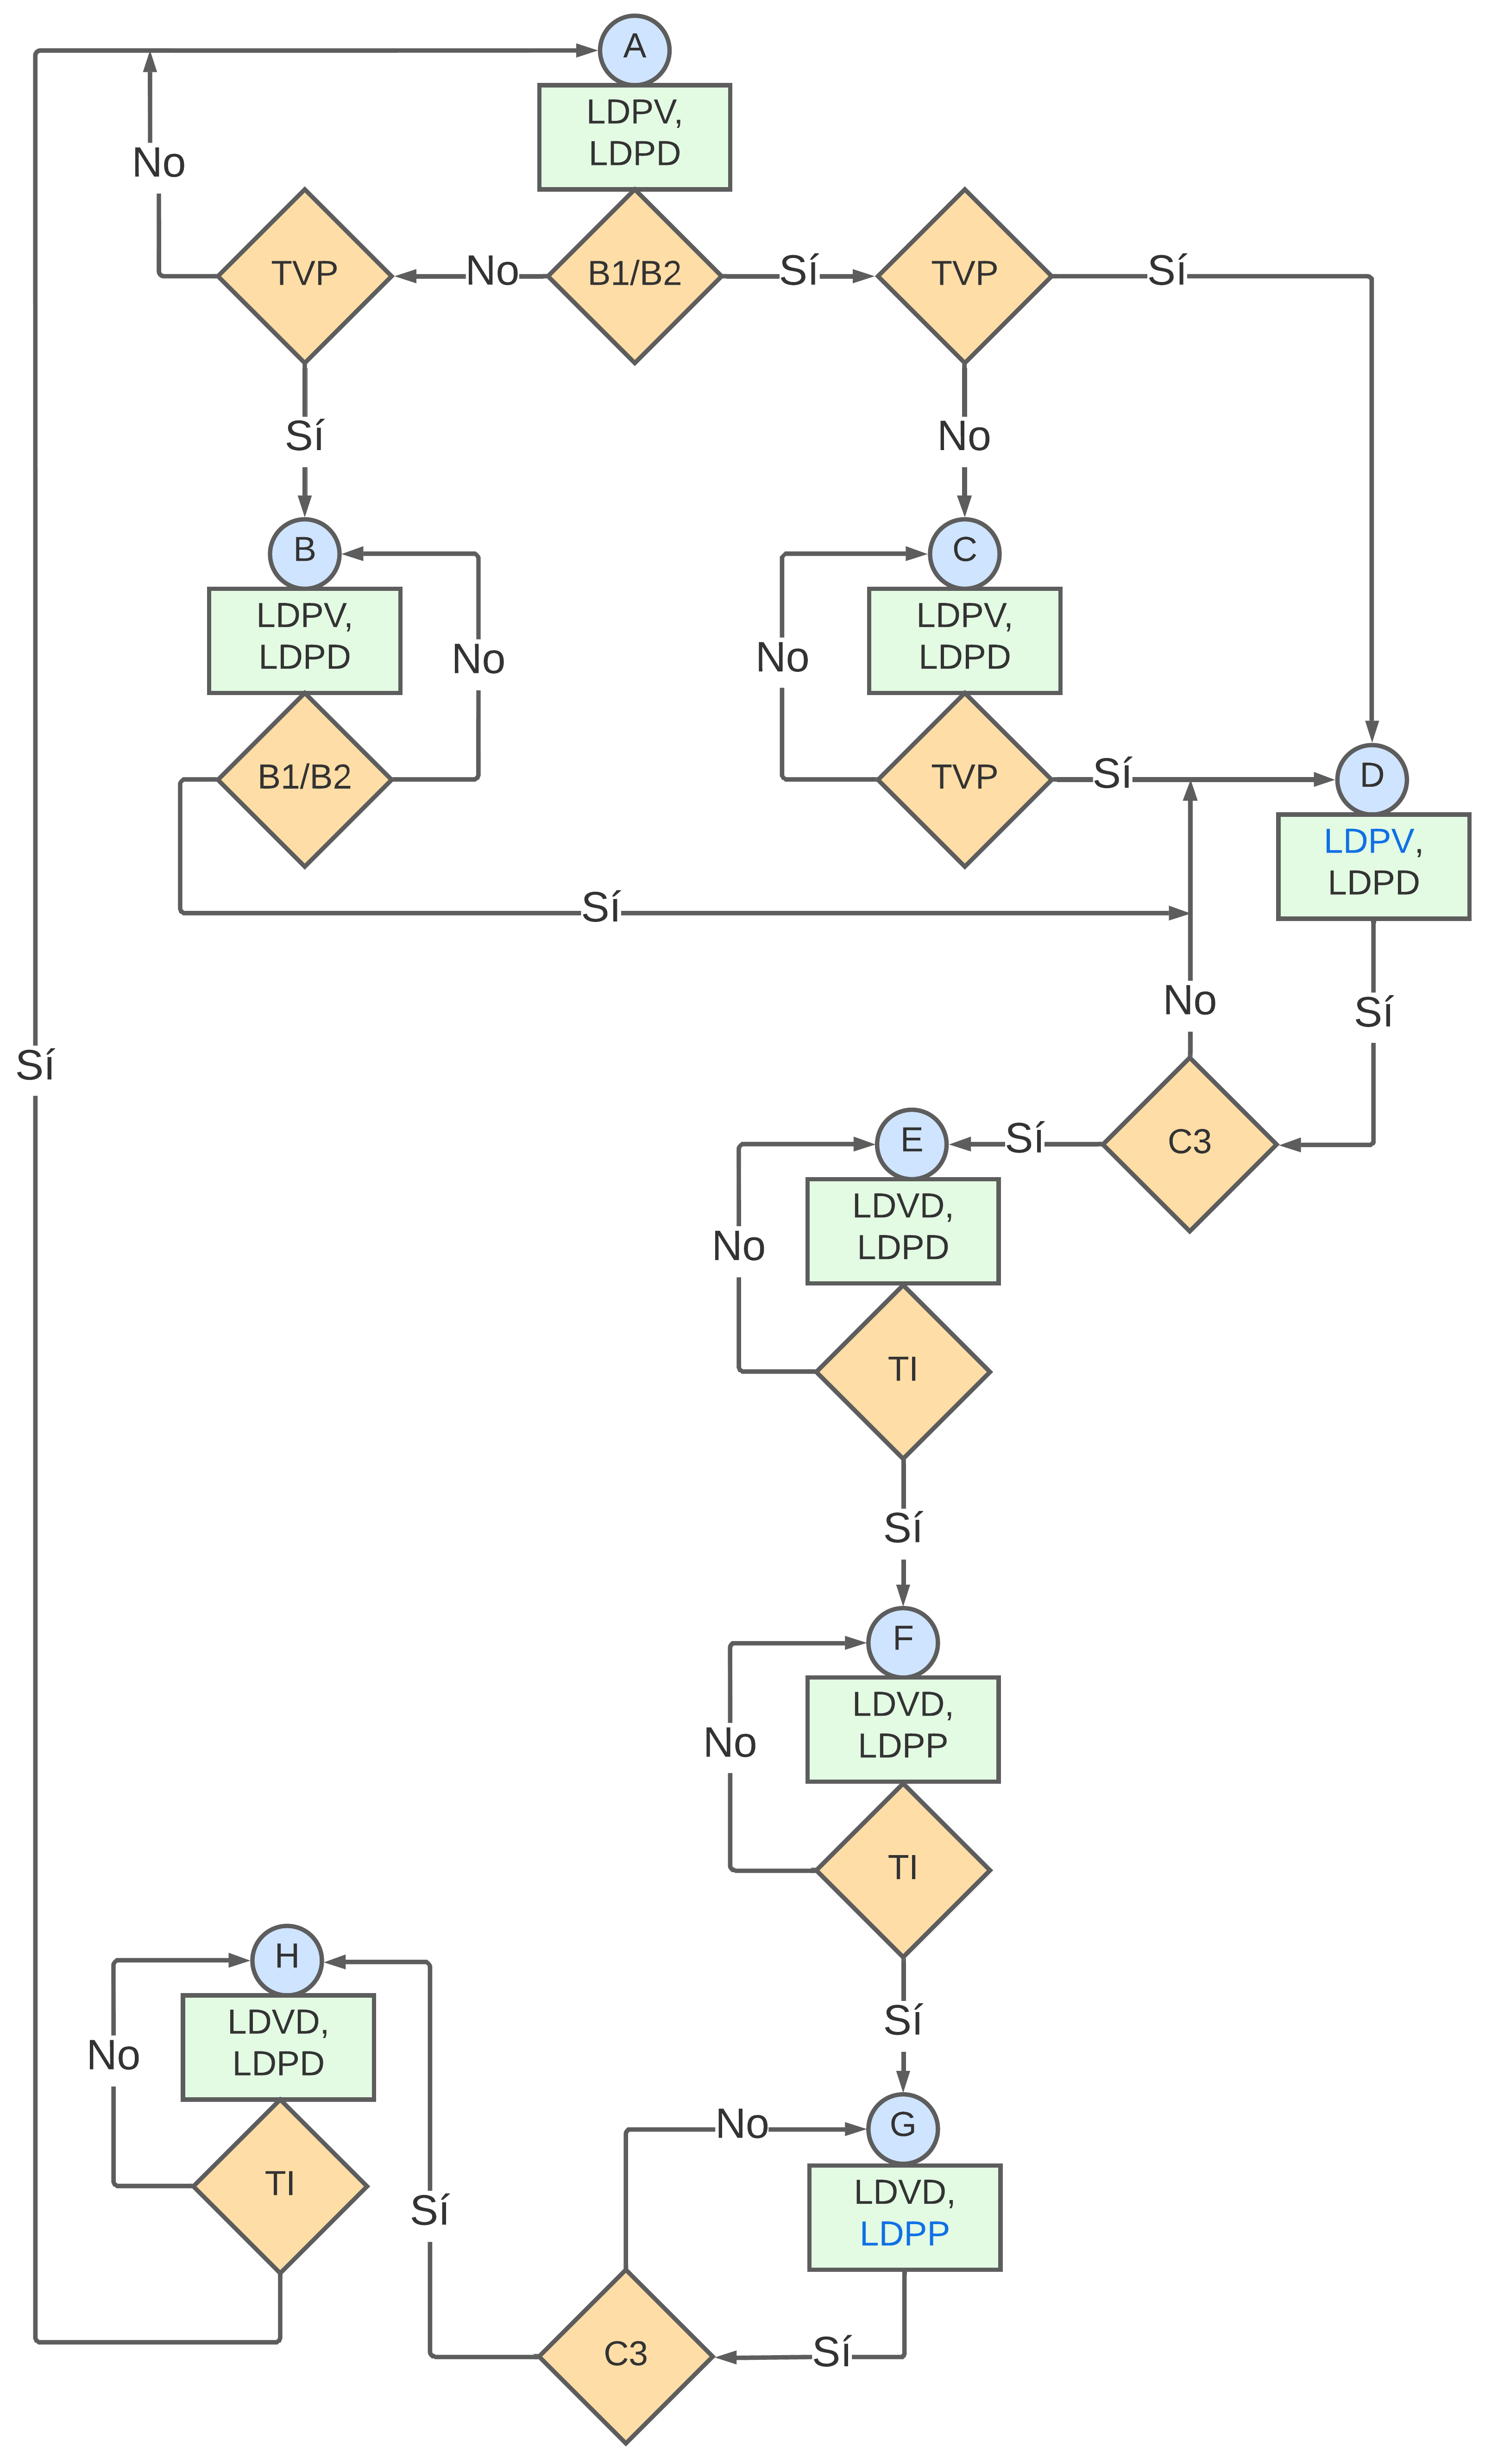 A
LDPV,
LDPD
No
TVP
No
B1/B2
Sí
TVP
Sí
Sí
No
B
LDPV,
LDPD
No
B1/B2
C
LDPV,
LDPD
No
TVP
Sí
D
LDPV,
LDPD
Sí
No
Sí
Sí
C3
Sí
E
LDVD,
LDPD
No
TI
Sí
F
LDVD,
LDPP
No
TI
Sí
H
LDVD,
LDPD
No
TI
Sí
No
G
LDVD,
LDPP
Sí
C3